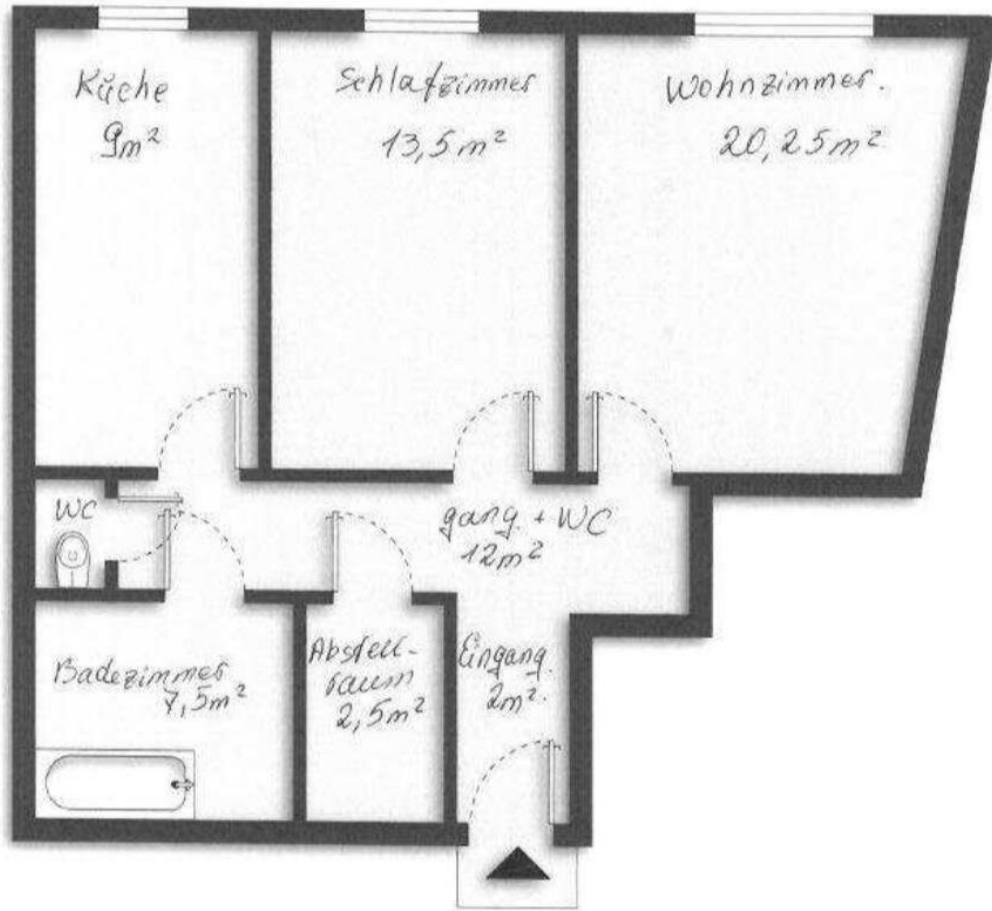 Küche
9m²
Schlafzimmer
13,5m²
Wohnzimmer.
20,25m²
WC
gang + WC
12m²
Badezimmer
7,5m²
Abstell-
raum
2,5m²
Eingang
2m².